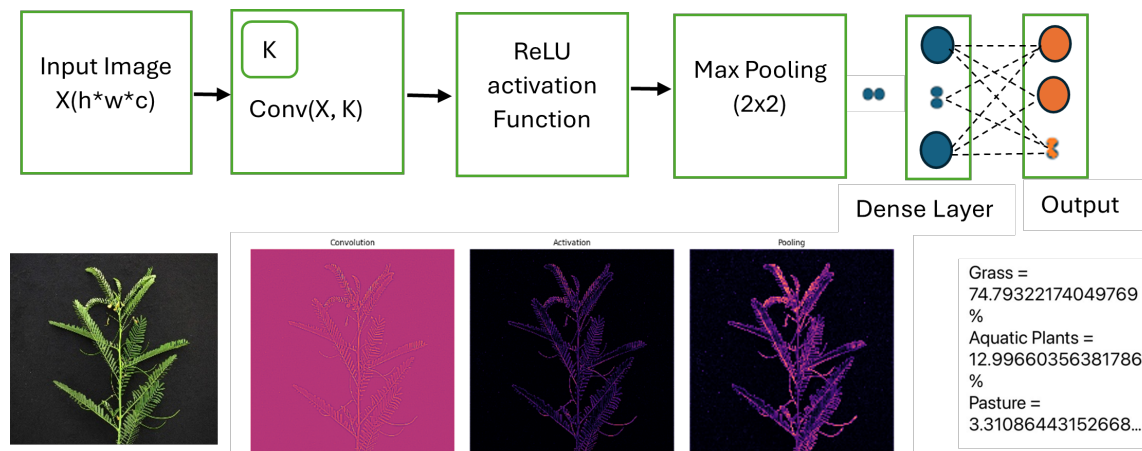 Input Image
X(h*w*c)
K
Conv(X, K)
ReLU
activation
Function
Max Pooling
(2x2)
Dense Layer
Output
Convolution
Activation
Pooling
Grass =
74.79322174049769
%
Aquatic Plants =
12.99660356381786
%
Pasture =
3.31086443152668...